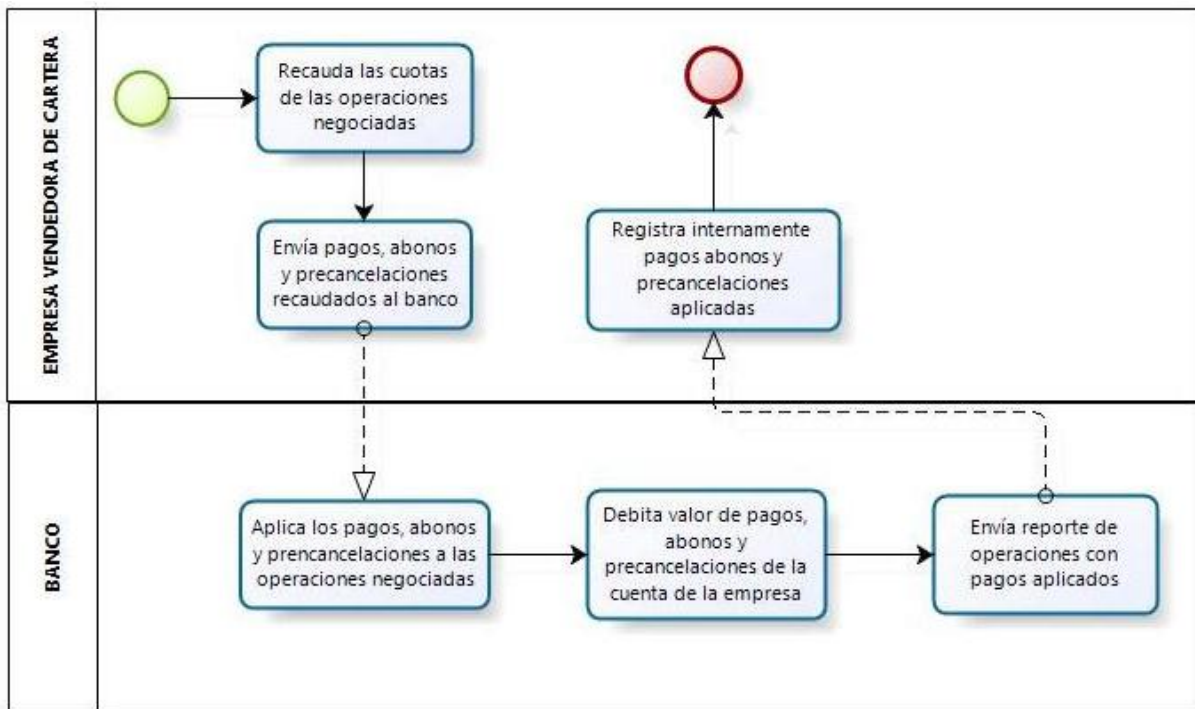 EMPRESA VENDEDORA DE CARTERA
Recauda las cuotas
de las operaciones
negociadas
Envía pagos, abonos
y precancelaciones
recaudados al banco
Registra internamente
pagos abonos y
precancelaciones
aplicadas
BANCO
Aplica los pagos, abonos
y prencancelaciones a las
operaciones negociadas
Debita valor de pagos,
abonos y
precancelaciones de la
cuenta de la empresa
Envía reporte de
operaciones con
pagos aplicados